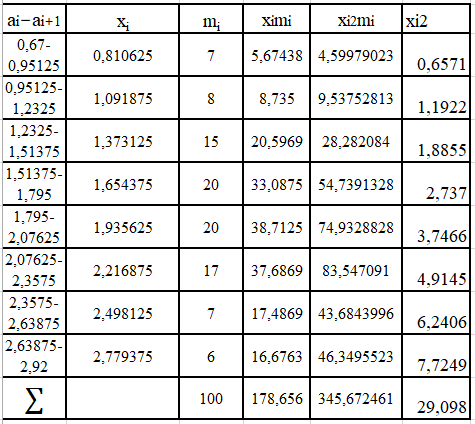 ai−ai+1 xi mi ximi xi2mi xi2
0,67-
0,95125 0,810625 7 5,67438 4,59979023 0,6571
0,95125-
1,2325 1,091875 8 8,735 9,53752813 1,1922
1,2325-
1,51375 1,373125 15 20,5969 28,282084 1,8855
1,51375-
1,795 1,654375 20 33,0875 54,7391328 2,737
1,795-
2,07625 1,935625 20 38,7125 74,9328828 3,7466
2,07625-
2,3575 2,216875 17 37,6869 83,547091 4,9145
2,3575-
2,63875 2,498125 7 17,4869 43,6843996 6,2406
2,63875-
2,92 2,779375 6 16,6763 46,3495523 7,7249
∑ 100 178,656 345,672461 29,098